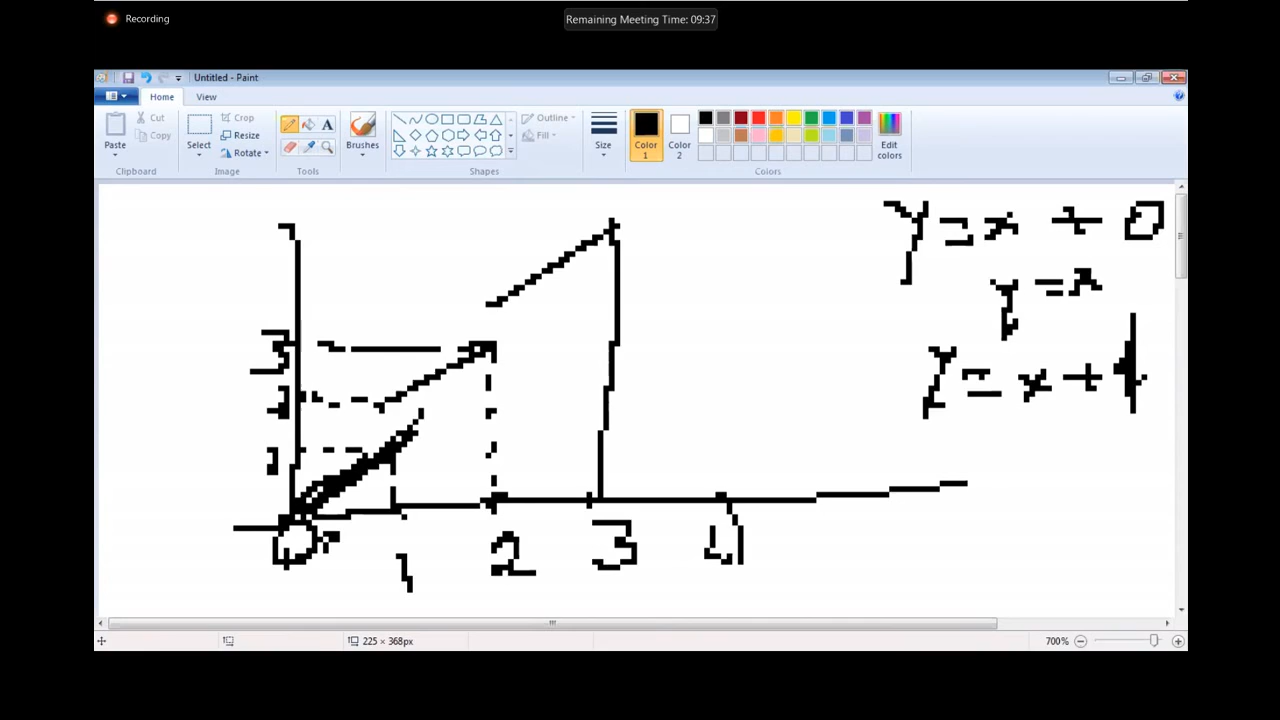 Recording
Remaining Meeting Time: 09:37
Untitled - Paint
Home View
Paste
Cut
Copy
Clipboard
Select
Crop
Resize
Rotate
Image
A
Tools
Brushes
Outline
Fill
Shapes
Size
Color 1
Color 2
Edit colors
Colors
y = x + 0
y = x
y = x + 1
3
2
1
0
1 2 3 4
225 × 368px
700%